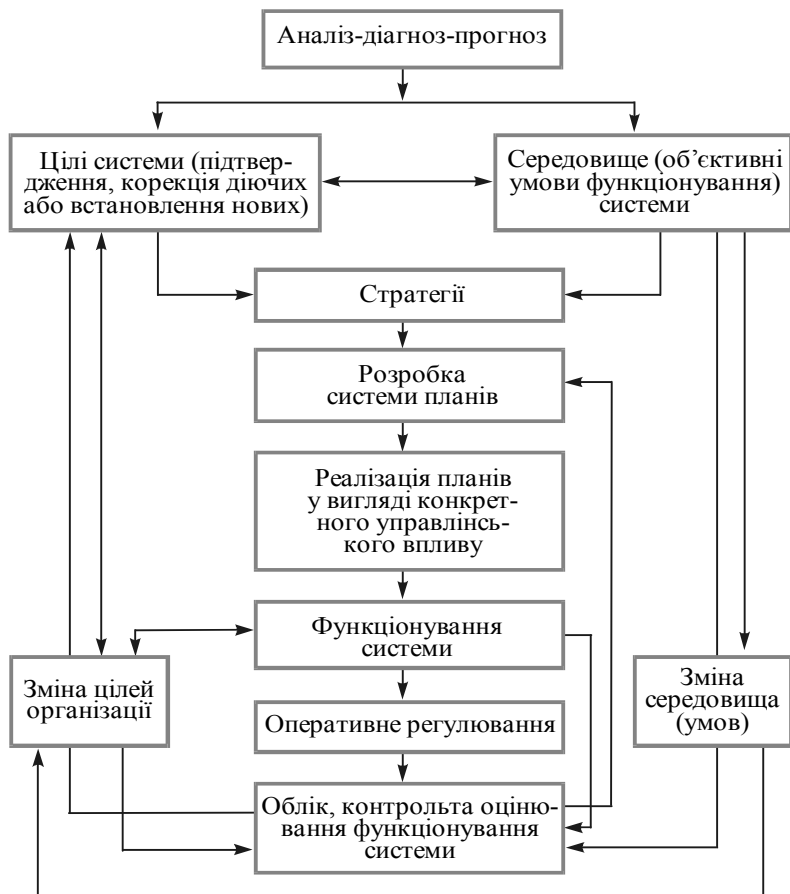 Аналіз-діагноз-прогноз
Цілі системи (підтвер-
дження, корекція діючих
або встановлення нових)
Середовище (об’єктивні
умови функціонування)
системи
Стратегії
Розробка
системи планів
Реалізація планів
у вигляді конкрет-
ного управлінсь-
кого впливу
Функціонування
системи
Зміна цілей
організації
Зміна
середовища
(умов)
Оперативне регулювання
Облік, контрольта оціню-
вання функціонування
системи